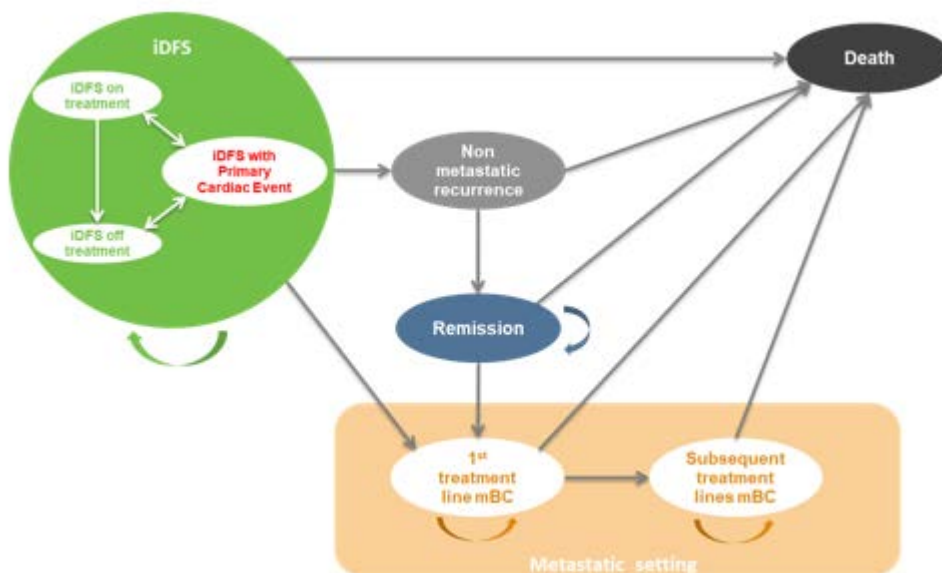 iDFS
iDFS on
treatment
iDFS with
Primary
Cardiac Event
iDFS off
treatment
Non
metastatic
recurrence
Death
Remission
1st
treatment
line mBC
Subsequent
treatment
lines mBC
Metastatic setting